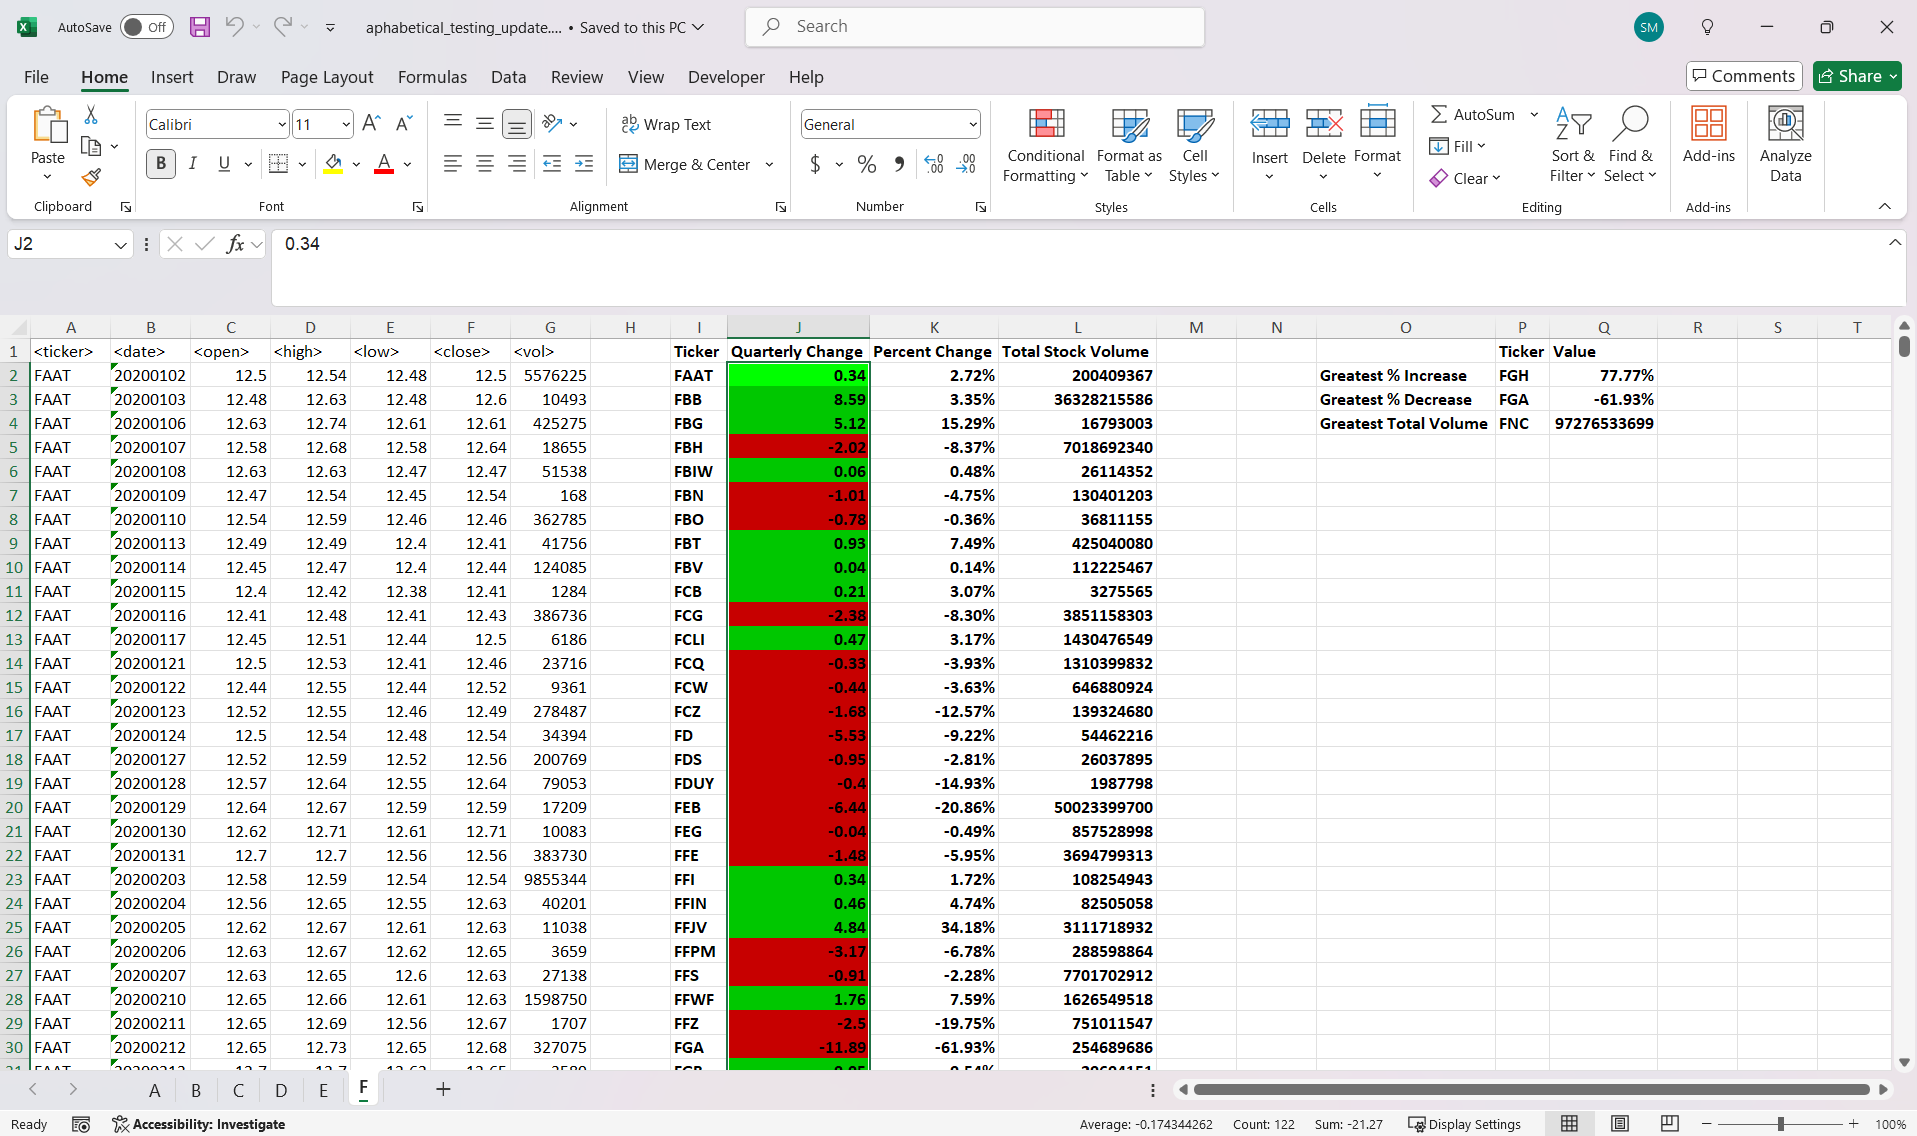 AutoSave Off aphabetical_testing_update.... • Saved to this PC Search SM
File Home Insert Draw Page Layout Formulas Data Review View Developer Help Comments Share
Paste Calibri 11 Wrap Text General Conditional Formatting Format as Table Cell Styles Insert Delete Format AutoSum Fill Clear Sort & Filter Find & Select Add-ins Analyze Data
B I U A Merge & Center $ % 9 .00
Clipboard Font Alignment Number Styles Cells Editing Add-ins
J2 fx 0.34
A B C D E F G H I J K L M N O P Q R S T
1 <ticker> <date> <open> <high> <low> <close> <vol> Ticker Quarterly Change Percent Change Total Stock Volume Ticker Value
2 FAAT 20200102 12.5 12.54 12.48 12.5 5576225 FAAT 0.34 2.72% 200409367 Greatest % Increase FGH 77.77%
3 FAAT 20200103 12.48 12.63 12.48 12.6 10493 FBB 8.59 3.35% 36328215586 Greatest % Decrease FGA -61.93%
4 FAAT 20200106 12.63 12.74 12.61 12.61 425275 FBG 5.12 15.29% 16793003 Greatest Total Volume FNC 97276533699
5 FAAT 20200107 12.58 12.68 12.58 12.64 18655 FBH -2.02 -8.37% 7018692340
6 FAAT 20200108 12.63 12.63 12.47 12.47 51538 FBIW 0.06 0.48% 26114352
7 FAAT 20200109 12.47 12.54 12.45 12.54 168 FBN -1.01 -4.75% 130401203
8 FAAT 20200110 12.54 12.59 12.46 12.46 362785 FBO -0.78 -0.36% 36811155
9 FAAT 20200113 12.49 12.49 12.4 12.41 41756 FBT 0.93 7.49% 425040080
10 FAAT 20200114 12.45 12.47 12.4 12.44 124085 FBV 0.04 0.14% 112225467
11 FAAT 20200115 12.4 12.42 12.38 12.41 1284 FCB 0.21 3.07% 3275565
12 FAAT 20200116 12.41 12.48 12.41 12.43 386736 FCG -2.38 -8.30% 3851158303
13 FAAT 20200117 12.45 12.51 12.44 12.5 6186 FCLI 0.47 3.17% 1430476549
14 FAAT 20200121 12.5 12.53 12.41 12.46 23716 FCQ -0.33 -3.93% 1310399832
15 FAAT 20200122 12.44 12.55 12.44 12.52 9361 FCW -0.44 -3.63% 646880924
16 FAAT 20200123 12.52 12.55 12.46 12.49 278487 FCZ -1.68 -12.57% 139324680
17 FAAT 20200124 12.5 12.54 12.48 12.54 34394 FD -5.53 -9.22% 54462216
18 FAAT 20200127 12.52 12.59 12.52 12.56 200769 FDS -0.95 -2.81% 26037895
19 FAAT 20200128 12.57 12.64 12.55 12.64 79053 FDUY -0.4 -14.93% 1987798
20 FAAT 20200129 12.64 12.67 12.59 12.59 17209 FEB -6.44 -20.86% 50023399700
21 FAAT 20200130 12.62 12.71 12.61 12.71 10083 FEG -0.04 -0.49% 857528998
22 FAAT 20200131 12.7 12.7 12.56 12.56 383730 FFE -1.48 -5.95% 3694799313
23 FAAT 20200203 12.58 12.59 12.54 12.54 9855344 FFI 0.34 1.72% 108254943
24 FAAT 20200204 12.56 12.65 12.55 12.63 40201 FFIN 0.46 4.74% 82505058
25 FAAT 20200205 12.62 12.67 12.61 12.63 11038 FFJV 4.84 34.18% 3111718932
26 FAAT 20200206 12.63 12.67 12.62 12.65 3659 FFPM -3.17 -6.78% 288598864
27 FAAT 20200207 12.63 12.65 12.6 12.63 27138 FFS -0.91 -2.28% 7701702912
28 FAAT 20200210 12.65 12.66 12.61 12.63 1598750 FFWF 1.76 7.59% 1626549518
29 FAAT 20200211 12.65 12.69 12.56 12.67 1707 FFZ -2.5 -19.75% 751011547
30 FAAT 20200212 12.65 12.73 12.65 12.68 327075 FGA -11.89 -61.93% 254689686
A B C D E F
Ready Accessibility: Investigate Average: -0.174344262 Count: 122 Sum: -21.27 Display Settings 100%